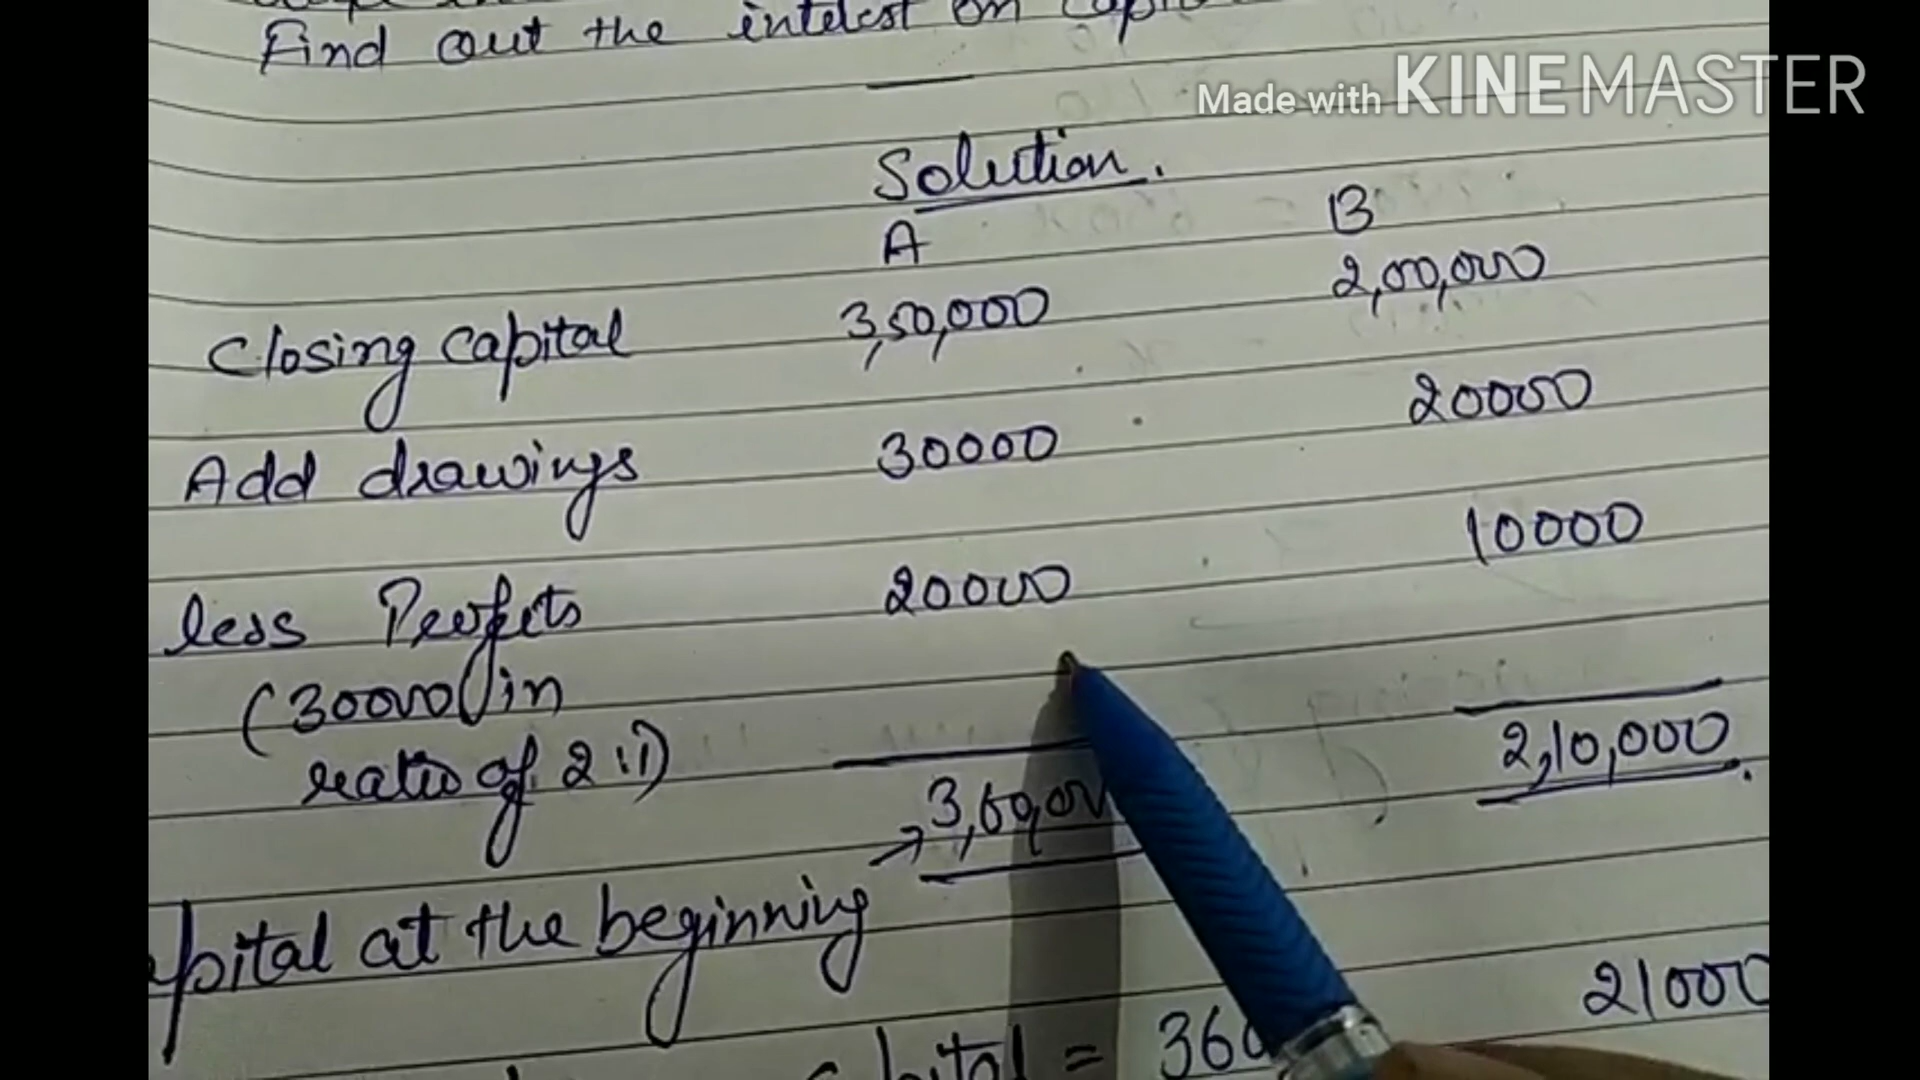 Find out the interest on
Made with KINEMASTER
Solution.
A B
Closing capital 3,50,000 2,00,000
Add drawings 30000 20000
less Profits 20000 10000
(30000 in
ratio of 2:1)
3,60,00 2,10,000
pital at the beginning
21000
pital = 360